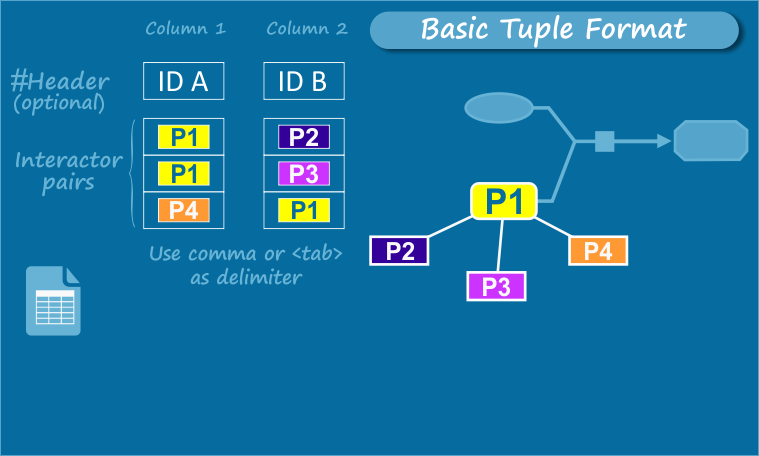 Basic Tuple Format
Column 1 Column 2
#Header
(optional)
ID A ID B
Interactor
pairs
P1 P2
P1 P3
P4 P1
Use comma or <tab>
as delimiter
P1
P2
P3
P4